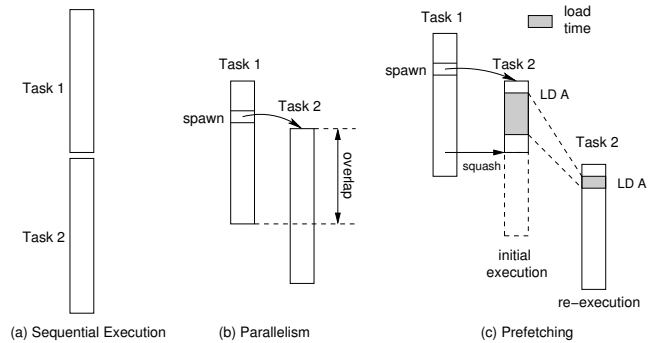 Task 1
Task 2
(a) Sequential Execution
Task 1
spawn
Task 2
overlap
(b) Parallelism
Task 1
load
time
spawn
Task 2
LD A
squash
Task 2
LD A
initial
execution
re−execution
(c) Prefetching